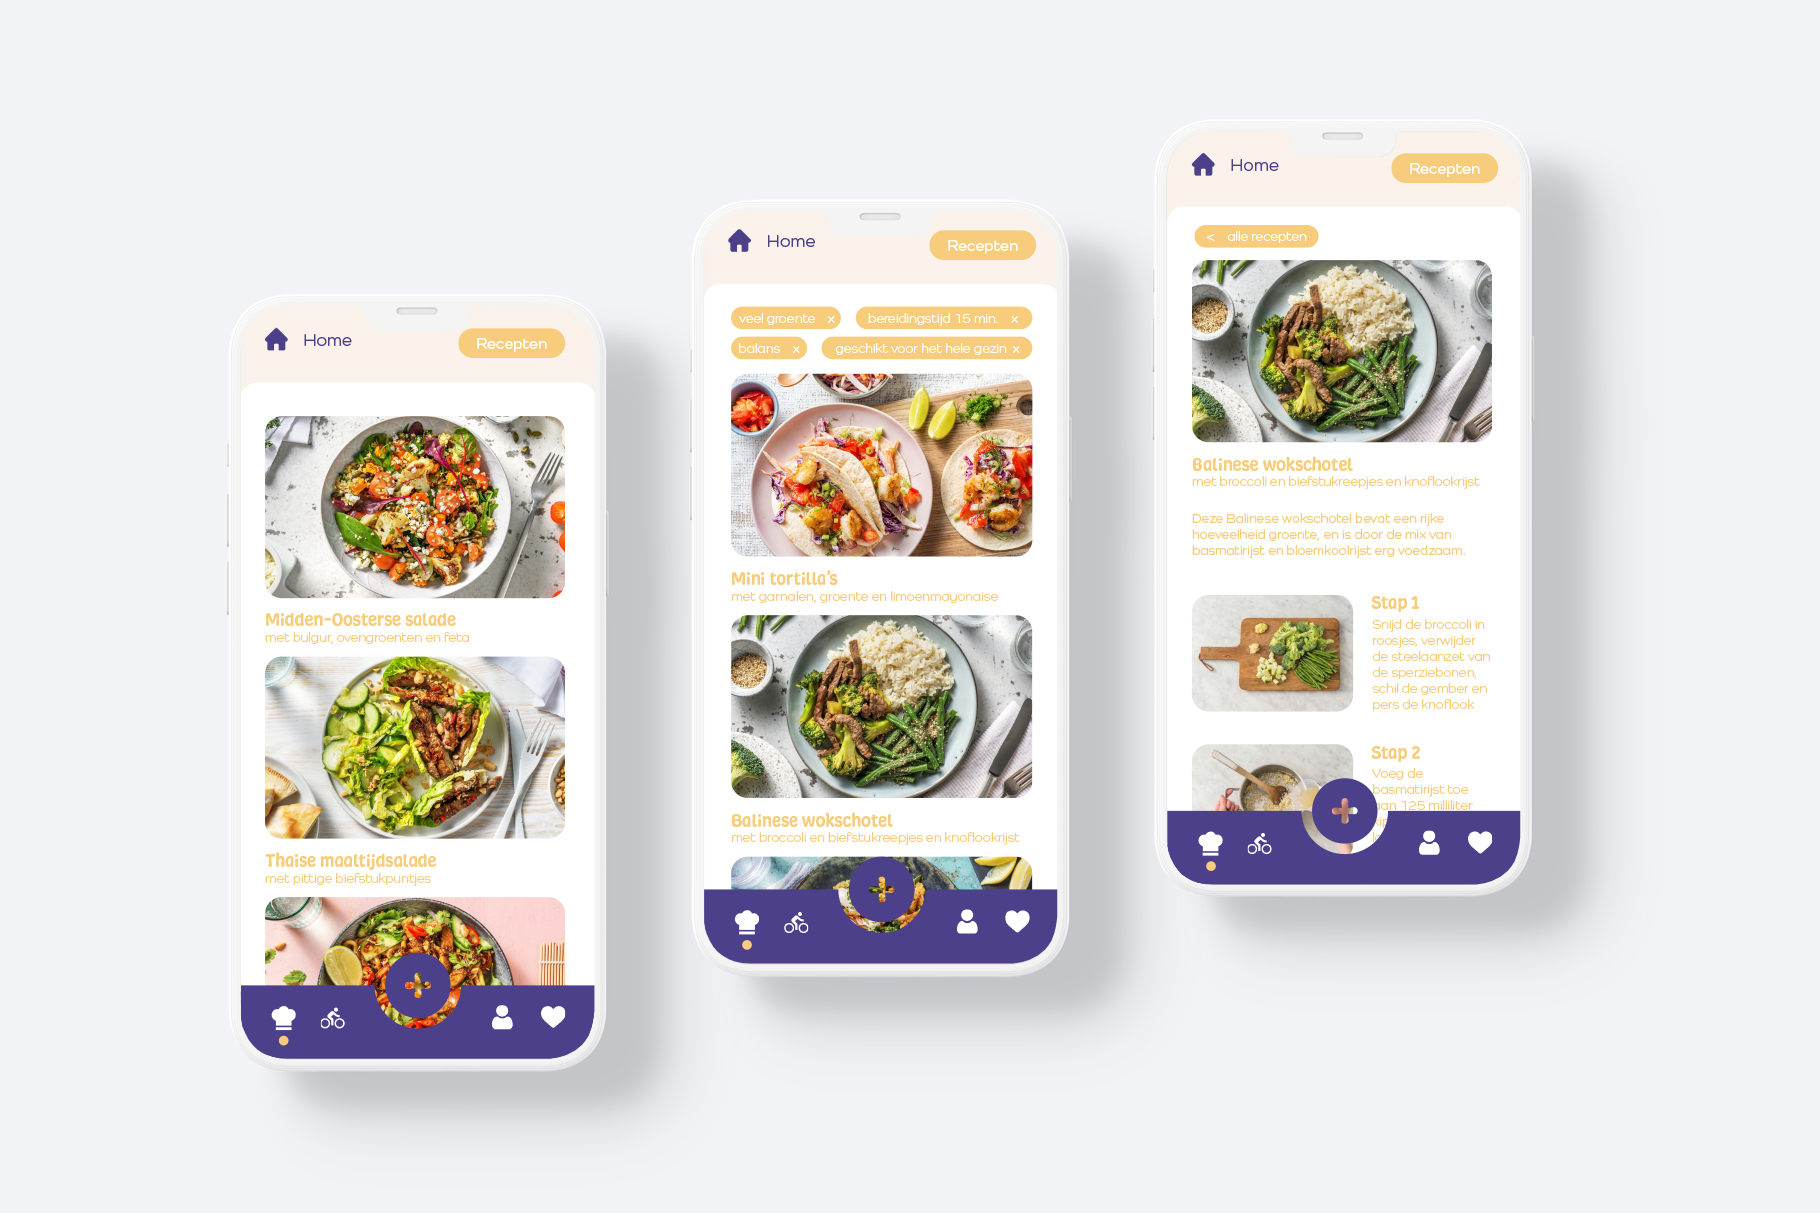 Home
Recepten
Midden-Oosterse salade
met bulgur, ovengroenten en feta
Thaise maaltijdsalade
met pittige biefstukpuntjes
Home
Recepten
veel groente x
bereidingstijd 15 min. x
balans x
geschikt voor het hele gezin x
Mini tortilla's
met garnalen, groente en limoenmayonaise
Balinese wokschotel
met broccoli en biefstukreepjes en knoflookrijst
Home
Recepten
< alle recepten
Balinese wokschotel
met broccoli en biefstukreepjes en knoflookrijst
Deze Balinese wokschotel bevat een rijke
hoeveelheid groente, en is door de mix van
basmatirijst en bloemkoolrijst erg voedzaam.
Stap 1
Snijd de broccoli in
roosjes, verwijder
de steelaanzet van
de sperziebonen,
schil de gember en
pers de knoflook
Stap 2
Voeg de
basmatirijst toe
aan 125 milliliter